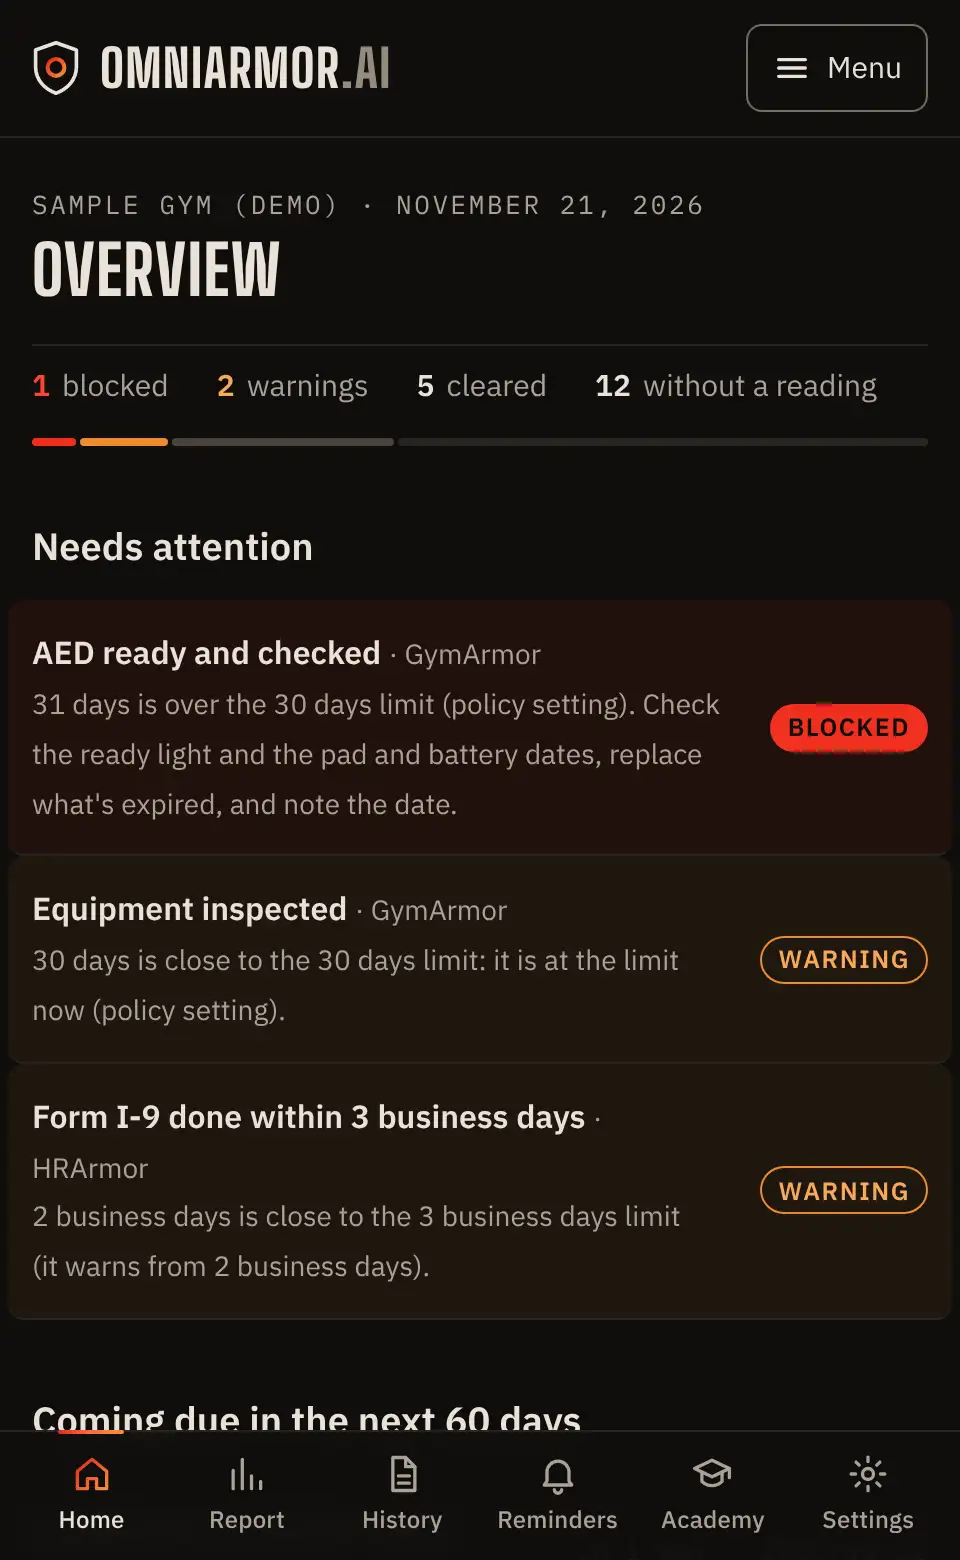 OMNIARMOR.AI
Menu
SAMPLE GYM (DEMO) · NOVEMBER 21, 2026
OVERVIEW
1 blocked 2 warnings 5 cleared 12 without a reading
Needs attention
AED ready and checked · GymArmor
31 days is over the 30 days limit (policy setting). Check
the ready light and the pad and battery dates, replace
what's expired, and note the date.
BLOCKED
Equipment inspected · GymArmor
30 days is close to the 30 days limit: it is at the limit
now (policy setting).
WARNING
Form I-9 done within 3 business days ·
HRArmor
2 business days is close to the 3 business days limit
(it warns from 2 business days).
WARNING
Coming due in the next 60 days
Home Report History Reminders Academy Settings